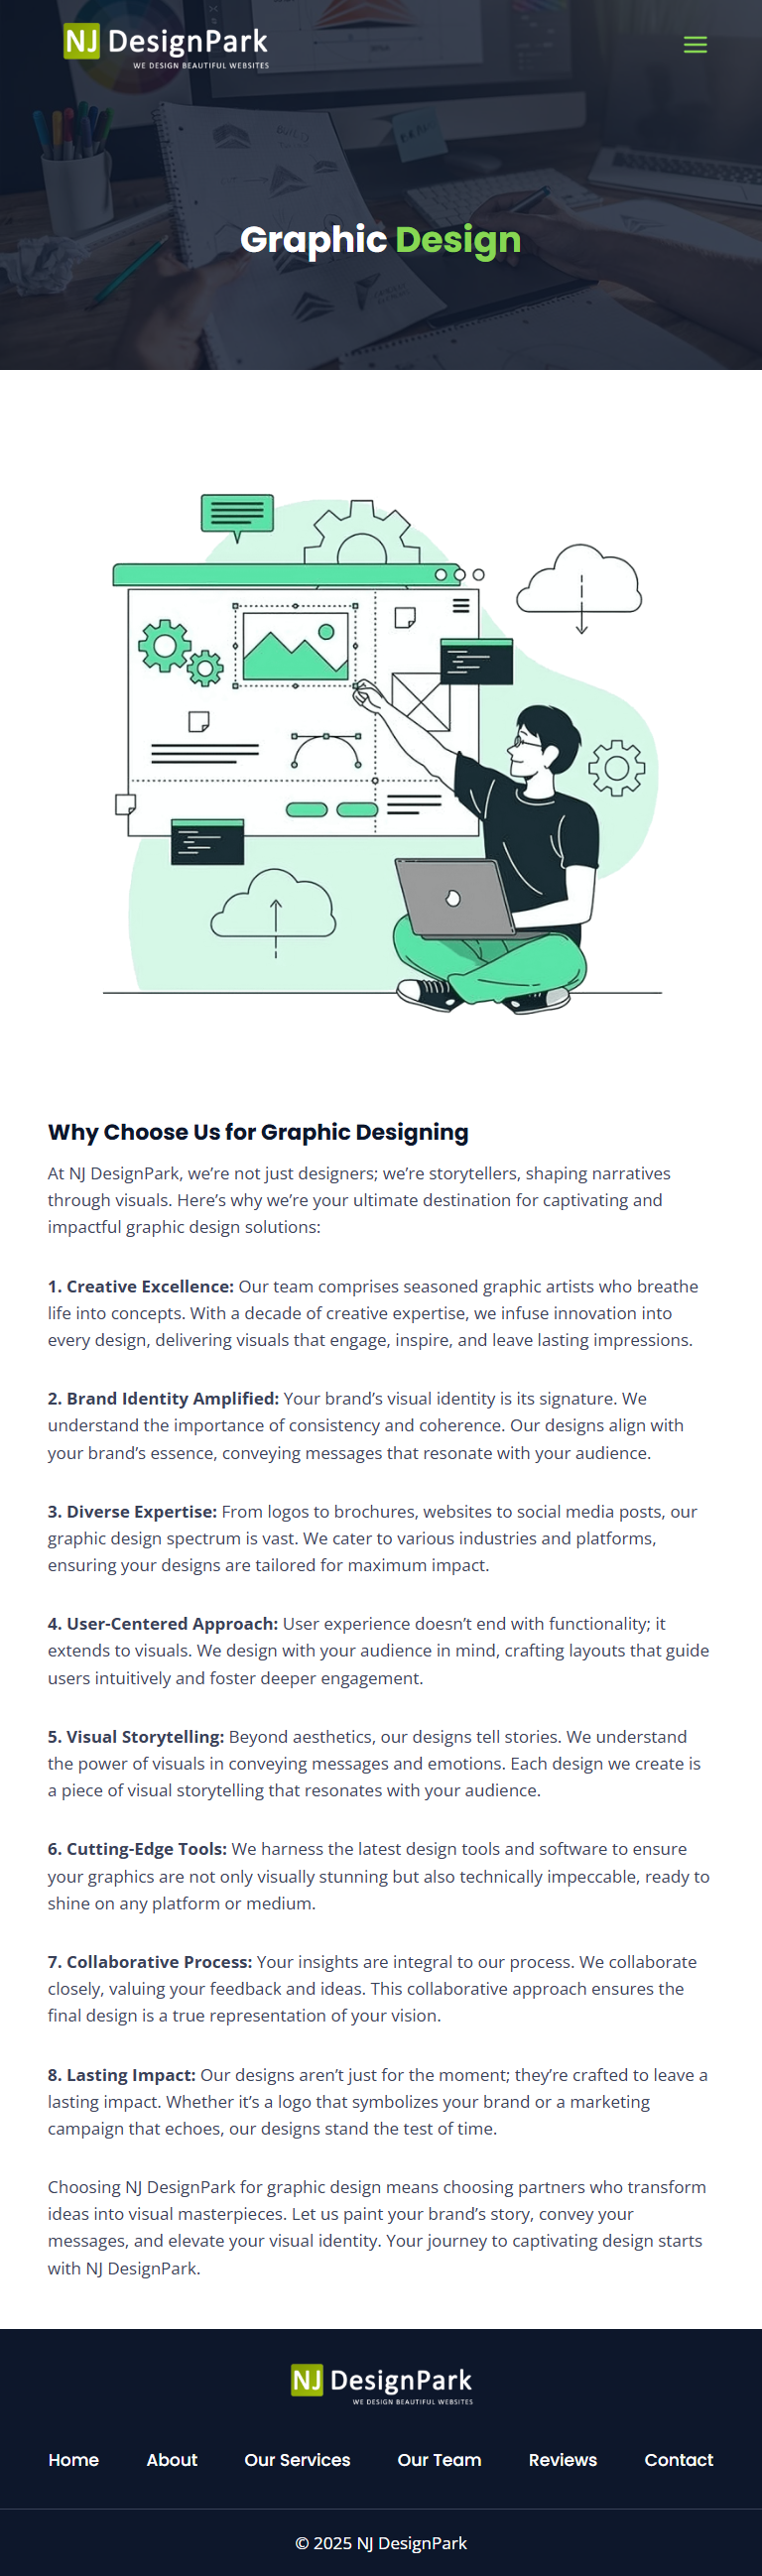 NJ DesignPark
WE DESIGN BEAUTIFUL WEBSITES
BUILD
Graphic Design
Why Choose Us for Graphic Designing
At NJ DesignPark, we’re not just designers; we’re storytellers, shaping narratives
through visuals. Here’s why we’re your ultimate destination for captivating and
impactful graphic design solutions:
1. Creative Excellence: Our team comprises seasoned graphic artists who breathe
life into concepts. With a decade of creative expertise, we infuse innovation into
every design, delivering visuals that engage, inspire, and leave lasting impressions.
2. Brand Identity Amplified: Your brand’s visual identity is its signature. We
understand the importance of consistency and coherence. Our designs align with
your brand’s essence, conveying messages that resonate with your audience.
3. Diverse Expertise: From logos to brochures, websites to social media posts, our
graphic design spectrum is vast. We cater to various industries and platforms,
ensuring your designs are tailored for maximum impact.
4. User-Centered Approach: User experience doesn’t end with functionality; it
extends to visuals. We design with your audience in mind, crafting layouts that guide
users intuitively and foster deeper engagement.
5. Visual Storytelling: Beyond aesthetics, our designs tell stories. We understand
the power of visuals in conveying messages and emotions. Each design we create is
a piece of visual storytelling that resonates with your audience.
6. Cutting-Edge Tools: We harness the latest design tools and software to ensure
your graphics are not only visually stunning but also technically impeccable, ready to
shine on any platform or medium.
7. Collaborative Process: Your insights are integral to our process. We collaborate
closely, valuing your feedback and ideas. This collaborative approach ensures the
final design is a true representation of your vision.
8. Lasting Impact: Our designs aren’t just for the moment; they’re crafted to leave a
lasting impact. Whether it’s a logo that symbolizes your brand or a marketing
campaign that echoes, our designs stand the test of time.
Choosing NJ DesignPark for graphic design means choosing partners who transform
ideas into visual masterpieces. Let us paint your brand’s story, convey your
messages, and elevate your visual identity. Your journey to captivating design starts
with NJ DesignPark.
NJ DesignPark
WE DESIGN BEAUTIFUL WEBSITES
Home About Our Services Our Team Reviews Contact
© 2025 NJ DesignPark